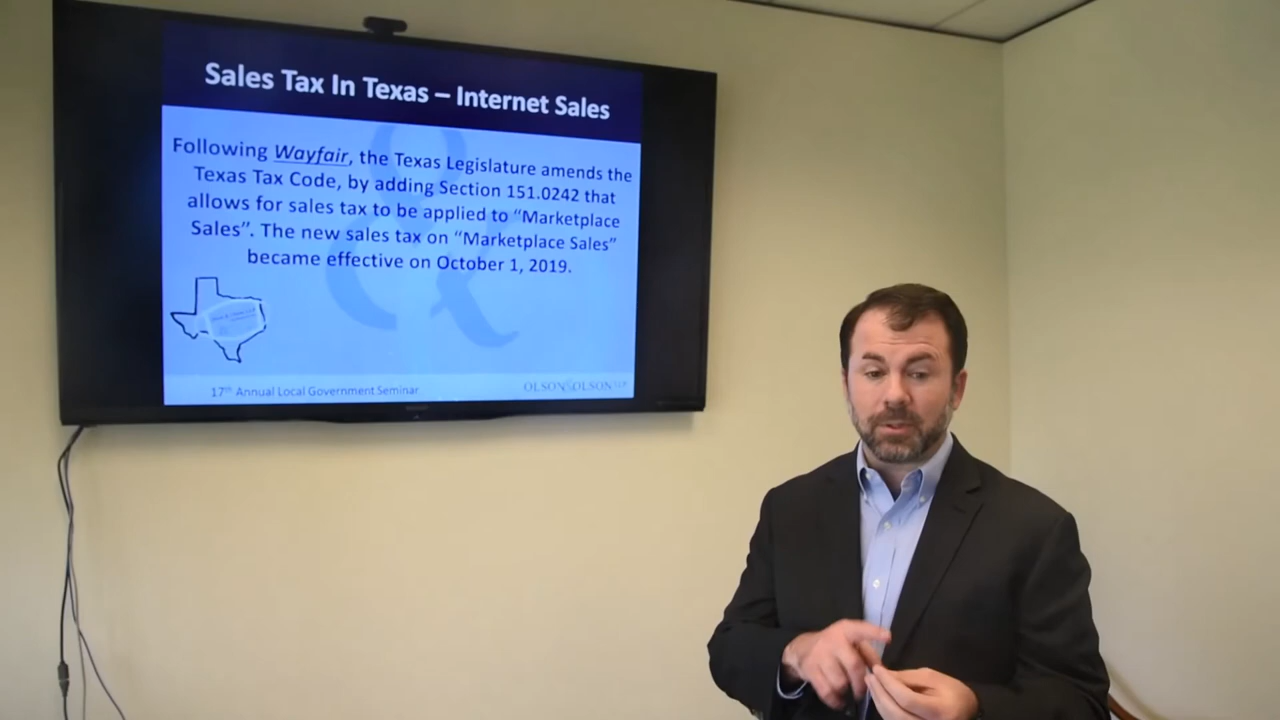 Sales Tax In Texas – Internet Sales
Following Wayfair, the Texas Legislature amends the
Texas Tax Code, by adding Section 151.0242 that
allows for sales tax to be applied to “Marketplace
Sales”. The new sales tax on “Marketplace Sales”
became effective on October 1, 2019.
17th Annual Local Government Seminar
OLSON&OLSON LLP